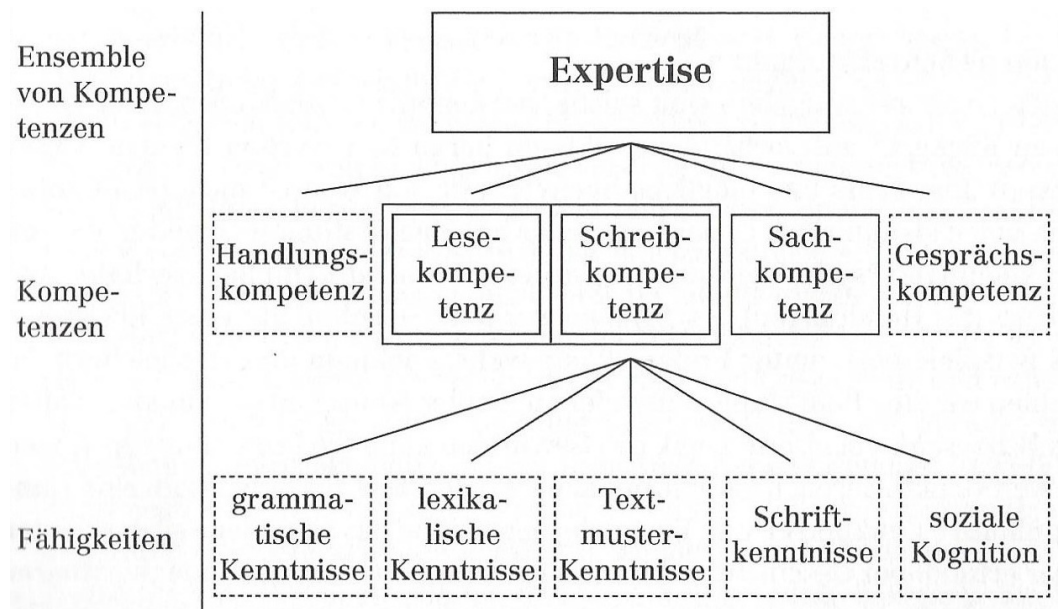 Ensemble
von Kompe-
tenzen
Expertise
Kompe-
tenzen
Handlungs-
kompetenz
Lese-
kompe-
tenz
Schreib-
kompe-
tenz
Sach-
kompe-
tenz
Gesprächs-
kompetenz
Fähigkeiten
gramma-
tische
Kenntnisse
lexika-
lische
Kenntnisse
Text-
muster-
Kenntnisse
Schrift-
kenntnisse
soziale
Kognition